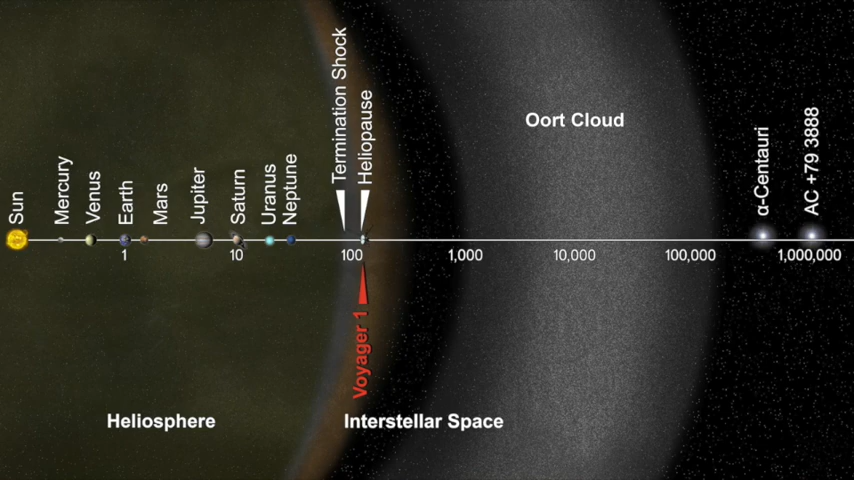 Sun
Mercury
Venus
Earth
Mars
Jupiter
Saturn
Uranus
Neptune
Termination Shock
Heliopause
Oort Cloud
α-Centauri
AC +79 3888
1
10
100
1,000
10,000
100,000
1,000,000
Voyager 1
Heliosphere
Interstellar Space